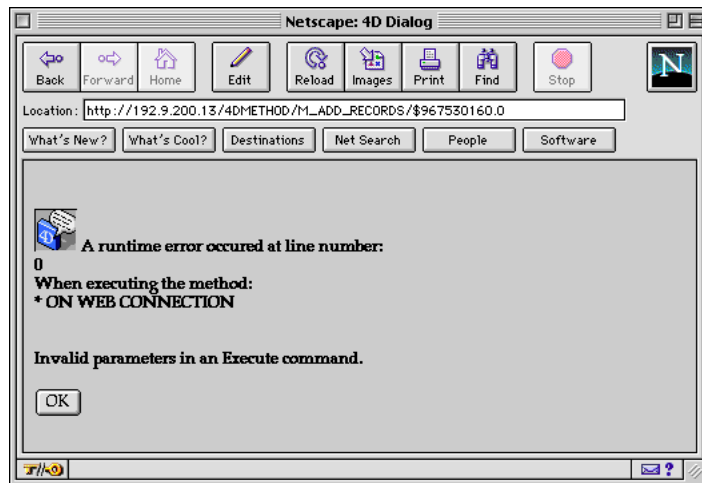 Netscape: 4D Dialog
Back Forward Home Edit Reload Images Print Find Stop
N
Location: http://192.9.200.13/4DMETHOD/M_ADD_RECORDS/$967530160.0
What's New? What's Cool? Destinations Net Search People Software
4D A runtime error occured at line number:
0
When executing the method:
* ON WEB CONNECTION
Invalid parameters in an Execute command.
OK
?